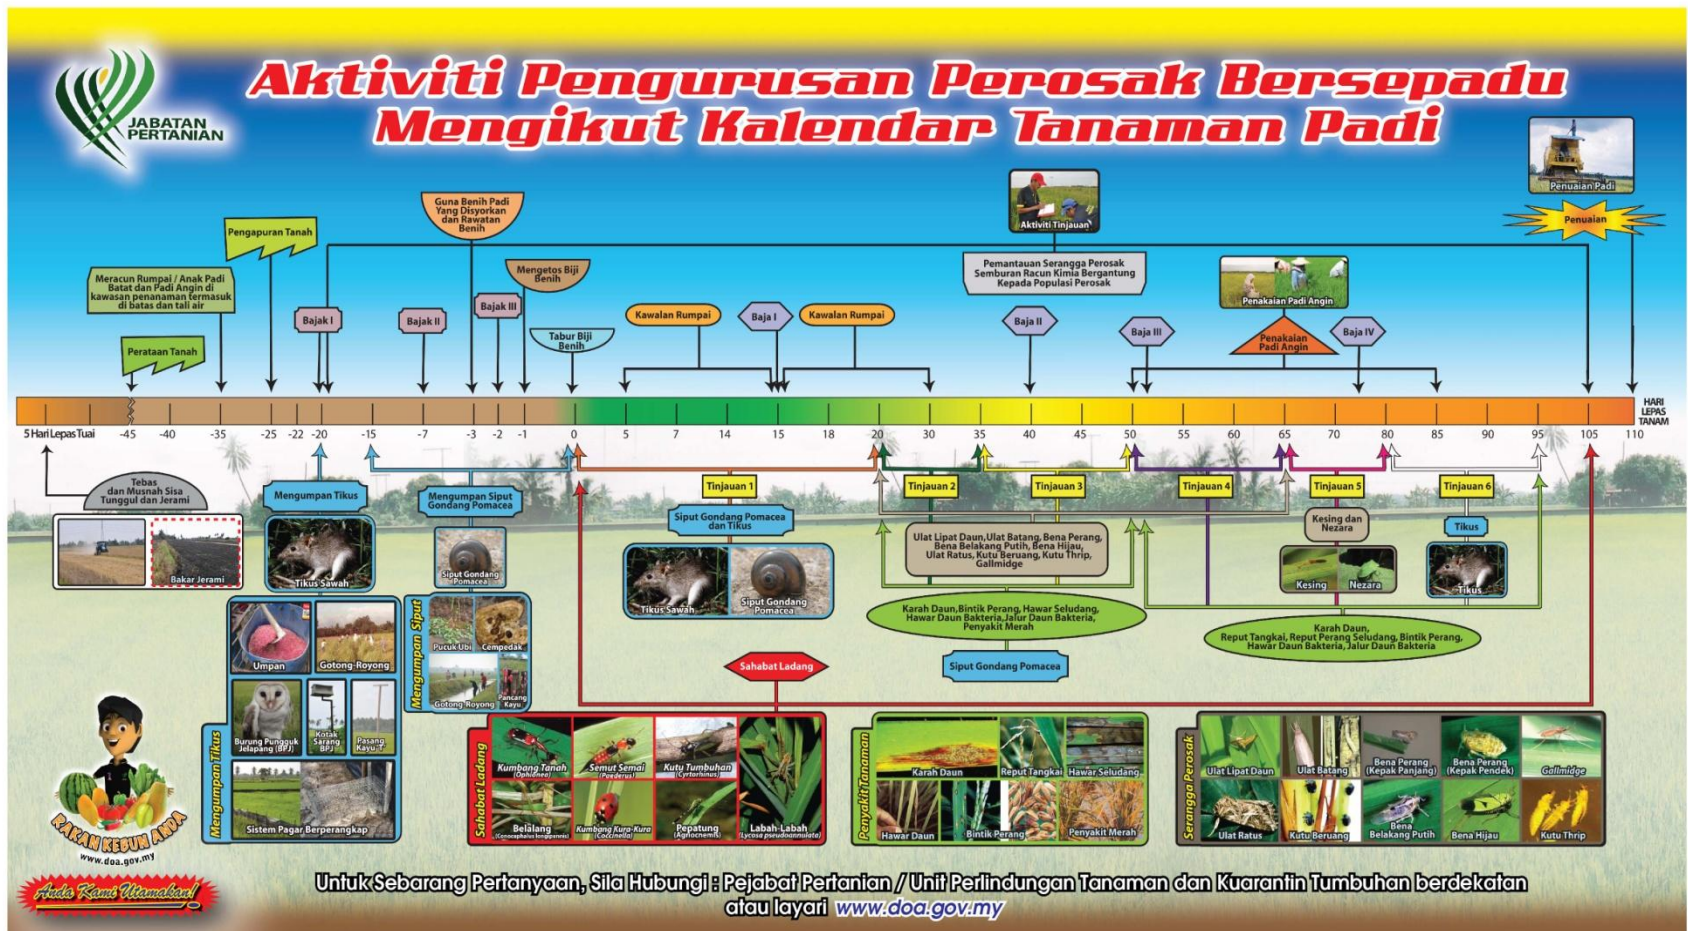 JABATAN
PERTANIAN
Aktiviti Pengurusan Perosak Bersepadu
Mengikut Kalendar Tanaman Padi
Penuaian Padi
Penuaian
Guna Benih Padi
Yang Disyorkan
dan Rawatan
Benih
Aktiviti Tinjauan
Pengapuran Tanah
Meracun Rumpai / Anak Padi
Batat dan Padi Angin di
kawasan penanaman termasuk
di batas dan tali air
Mengetos Biji
Benih
Pemantauan Serangga Perosak
Semburan Racun Kimia Bergantung
Kepada Populasi Perosak
Penakaian Padi Angin
Perataan Tanah
Bajak I
Bajak II
Bajak III
Tabur Biji
Benih
Kawalan Rumpai
Baja I
Kawalan Rumpai
Baja II
Baja III
Penakaian
Padi Angin
Baja IV
HARI
LEPAS
TANAM
5 Hari Lepas Tuai -45 -40 -35 -25 -22 -20 -15 -7 -3 -2 -1 0 5 7 14 15 18 20 30 35 40 45 50 55 60 65 70 80 85 90 95 105 110
Tebas
dan Musnah Sisa
Tunggul dan Jerami
Bakar Jerami
Mengumpan Tikus
Tikus Sawah
Mengumpan Siput
Gondang Pomacea
Siput Gondang
Pomacea
Tinjauan 1
Siput Gondang Pomacea
dan Tikus
Tikus Sawah
Siput Gondang
Pomacea
Tinjauan 2
Tinjauan 3
Tinjauan 4
Tinjauan 5
Tinjauan 6
Ulat Lipat Daun,Ulat Batang, Bena Perang,
Bena Belakang Putih, Bena Hijau,
Ulat Ratus, Kutu Beruang, Kutu Thrip,
Gallmidge
Kesing dan
Nezara
Kesing
Nezara
Tikus
Tikus
Karah Daun,Bintik Perang, Hawar Seludang,
Hawar Daun Bakteria,Jalur Daun Bakteria,
Penyakit Merah
Siput Gondang Pomacea
Karah Daun,
Reput Tangkai, Reput Perang Seludang, Bintik Perang,
Hawar Daun Bakteria, Jalur Daun Bakteria
Mengumpan Tikus
Umpan
Gotong-Royong
Burung Pungguk
Jelapang (BPJ)
Kotak
Sarang
BPJ
Pasang
Kayu 'T'
Sistem Pagar Berperangkap
Mengumpan Siput
Pucuk Ubi
Cempedak
Gotong-Royong
Pancang
Kayu
Sahabat Ladang
Sahabat Ladang
Kumbang Tanah
(Ophionea)
Semut Semai
(Paederus)
Kutu Tumbuhan
(Cyrtorhinus)
Belalang
(Conocephalus longipennis)
Kumbang Kura-Kura
(Coccinella)
Pepatung
(Agriocnemis)
Labah-Labah
(Lycosa pseudoannulata)
Penyakit Tanaman
Karah Daun
Reput Tangkai
Hawar Seludang
Hawar Daun
Bintik Perang
Penyakit Merah
Serangga Perosak
Ulat Lipat Daun
Ulat Batang
Bena Perang
(Kepak Panjang)
Bena Perang
(Kepak Pendek)
Gallmidge
Ulat Ratus
Kutu Beruang
Bena
Belakang Putih
Bena Hijau
Kutu Thrip
RAKAN KEBUN ANDA
www.doa.gov.my
Anda Kami Utamakan!
Untuk Sebarang Pertanyaan, Sila Hubungi : Pejabat Pertanian / Unit Perlindungan Tanaman dan Kuarantin Tumbuhan berdekatan
atau layari www.doa.gov.my